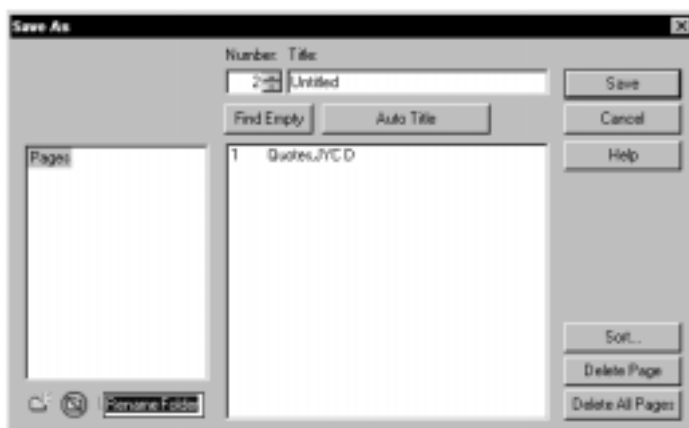 Save As
Number: Title:
2 Untitled
Save
Find Empty
Auto Title
Cancel
Pages
1 Quotes,JYC D
Help
Sort...
Delete Page
Rename Folder
Delete All Pages